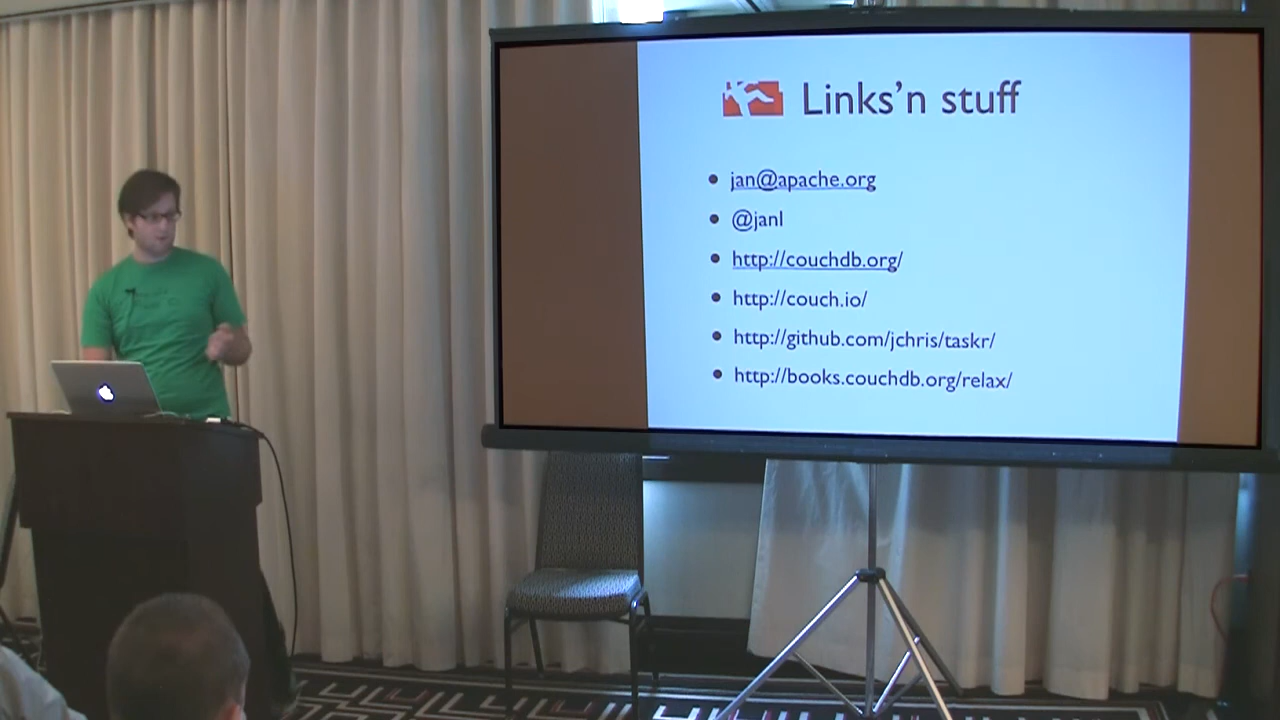 Links'n stuff
jan@apache.org
@janl
http://couchdb.org/
http://couch.io/
http://github.com/jchris/taskr/
http://books.couchdb.org/relax/